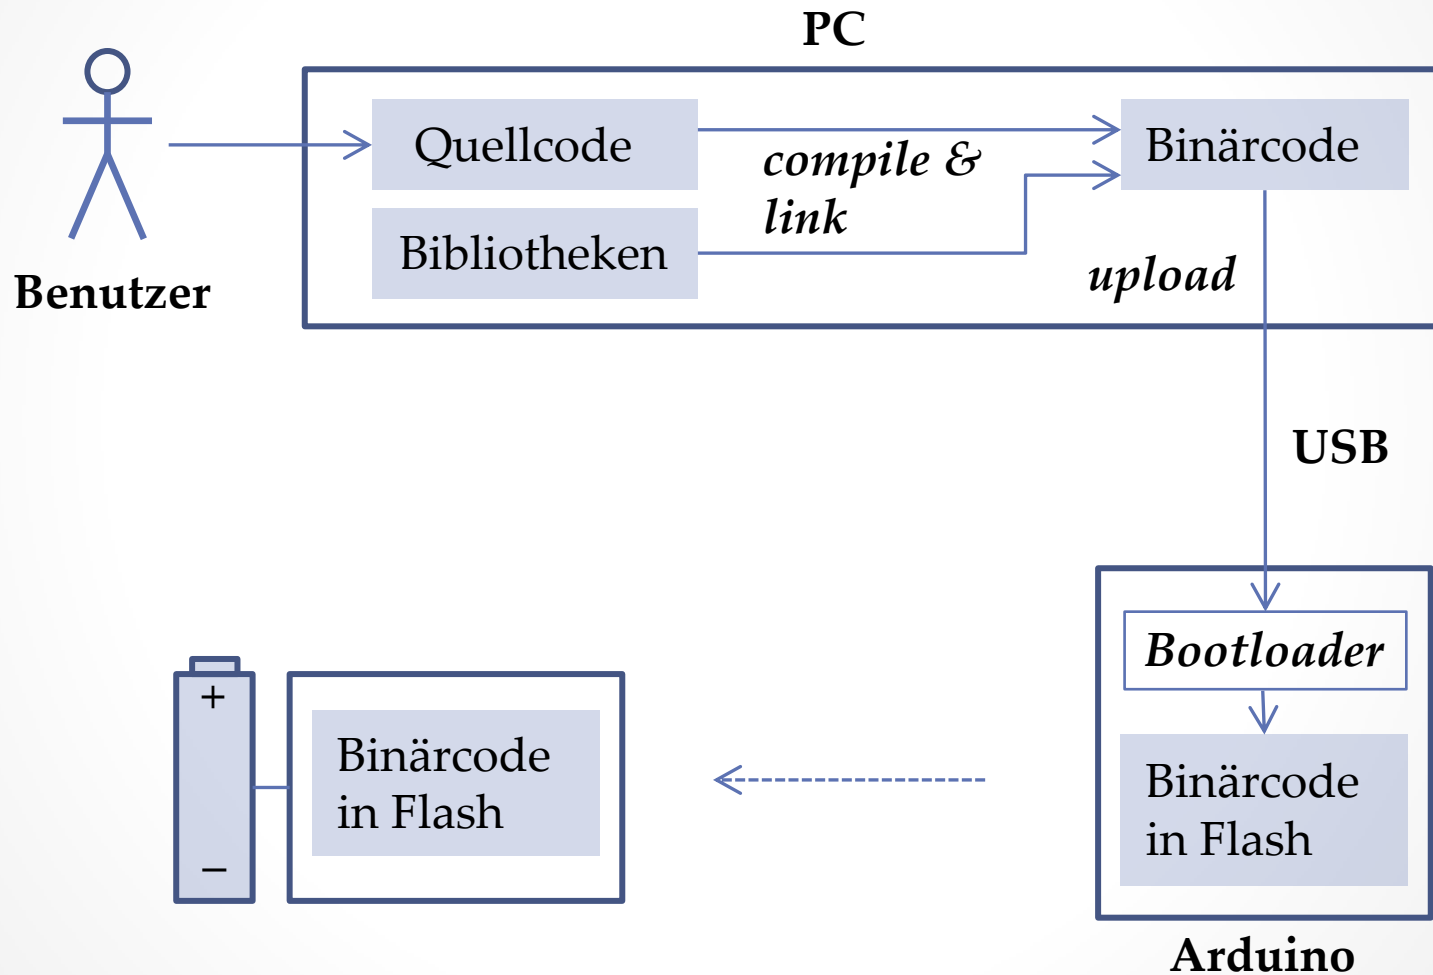 PC
Quellcode
compile &
link
Binärcode
Bibliotheken
upload
Benutzer
USB
Bootloader
+
−
Binärcode
in Flash
Binärcode
in Flash
Arduino